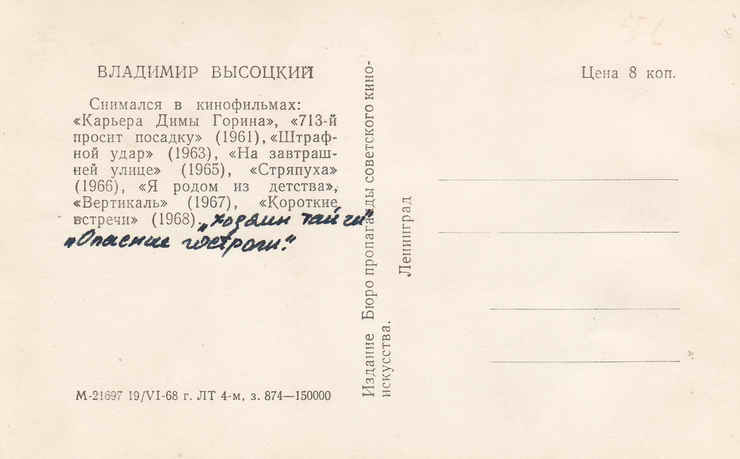 ВЛАДИМИР ВЫСОЦКИЙ
Снимался в кинофильмах:
«Карьера Димы Горина», «713-й
просит посадку» (1961), «Штраф-
ной удар» (1963), «На завтраш-
ней улице» (1965), «Стряпуха»
(1966), «Я родом из детства»,
«Вертикаль» (1967), «Короткие
встречи» (1968) „Хозяин тайги"
„Опасные гастроли."
М-21697 19/VI-68 г. ЛТ 4-м, з. 874—150000
Издание Бюро пропаганды советского кино-
искусства.
Ленинград
Цена 8 коп.